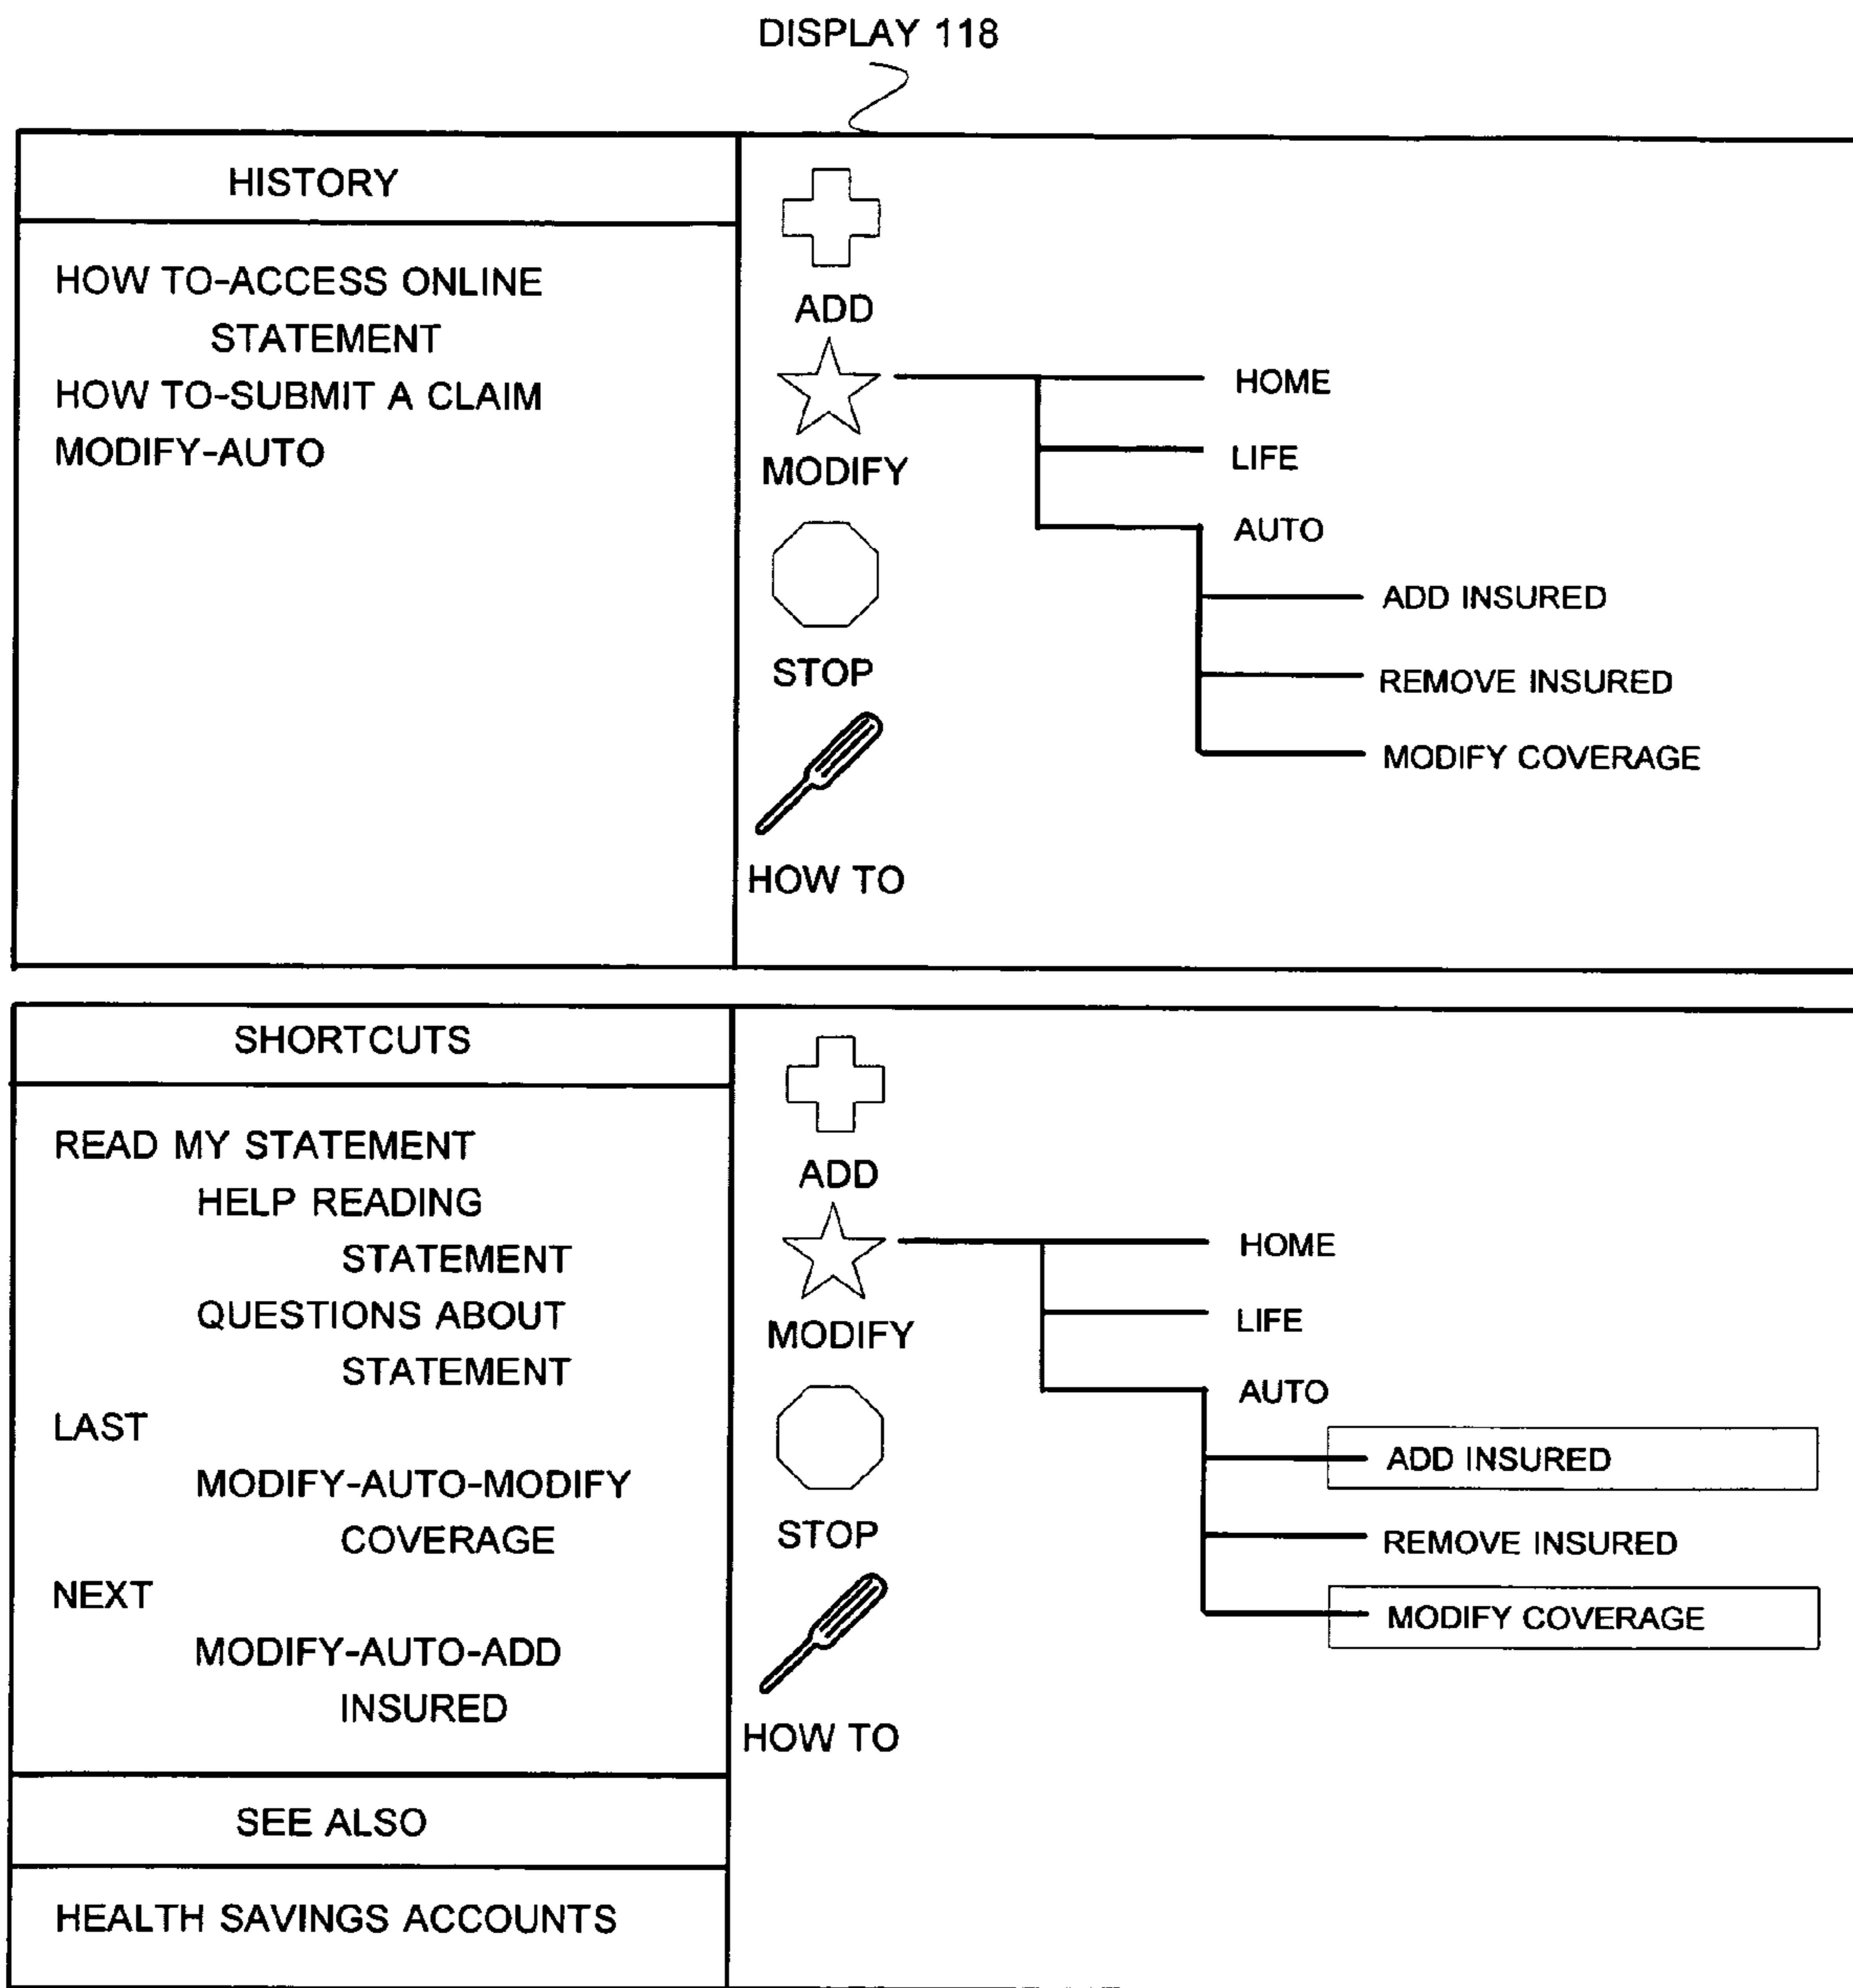 DISPLAY 118
HISTORY
HOW TO-ACCESS ONLINE
STATEMENT
HOW TO-SUBMIT A CLAIM
MODIFY-AUTO
ADD
MODIFY
STOP
HOW TO
HOME
LIFE
AUTO
ADD INSURED
REMOVE INSURED
MODIFY COVERAGE
SHORTCUTS
READ MY STATEMENT
HELP READING
STATEMENT
QUESTIONS ABOUT
STATEMENT
LAST
MODIFY-AUTO-MODIFY
COVERAGE
NEXT
MODIFY-AUTO-ADD
INSURED
SEE ALSO
HEALTH SAVINGS ACCOUNTS
ADD
MODIFY
STOP
HOW TO
HOME
LIFE
AUTO
ADD INSURED
REMOVE INSURED
MODIFY COVERAGE